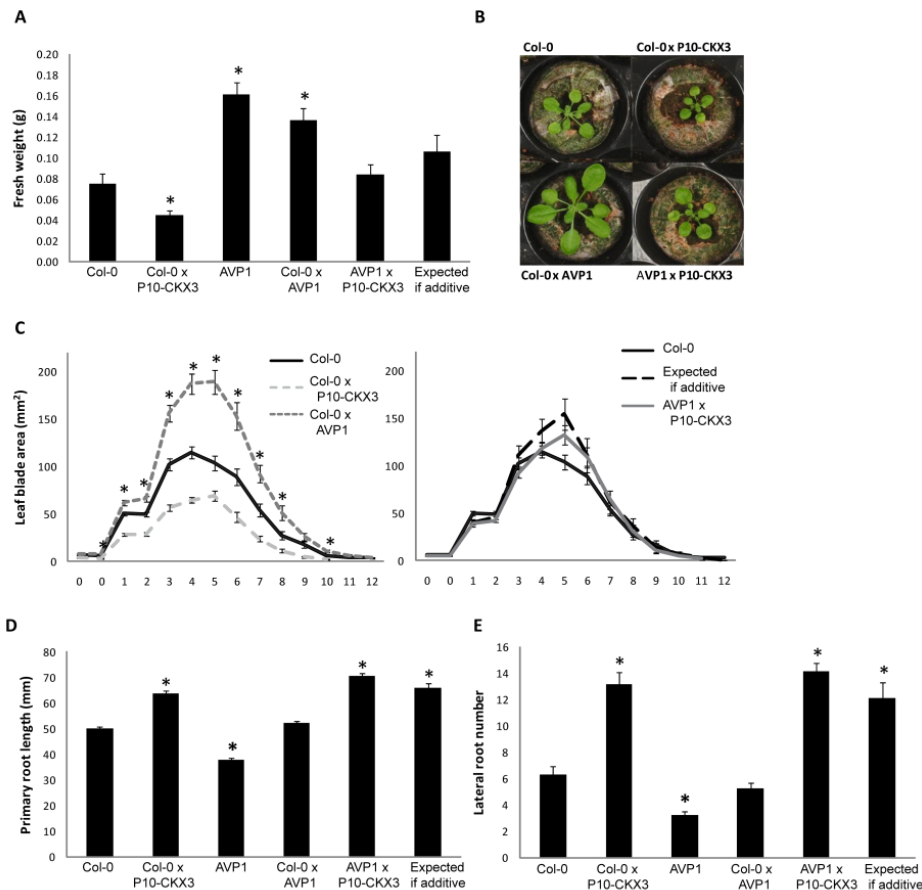 A
Fresh weight (g)
0.20
0.18
0.16
0.14
0.12
0.10
0.08
0.06
0.04
0.02
0.00
*
*
*
Col-0
Col-0 x
P10-CKX3
AVP1
Col-0 x
AVP1
AVP1 x
P10-CKX3
Expected
if additive
B
Col-0
Col-0 x P10-CKX3
Col-0 x AVP1
AVP1 x P10-CKX3
C
Leaf blade area (mm²)
200
150
100
50
0
* * * * * * * * * * *
Col-0
Col-0 x
P10-CKX3
Col-0 x
AVP1
0 0 1 2 3 4 5 6 7 8 9 10 11 12
200
150
100
50
0
Col-0
Expected
if additive
AVP1 x
P10-CKX3
0 0 1 2 3 4 5 6 7 8 9 10 11 12
D
Primary root length (mm)
80
70
60
50
40
30
20
10
0
*
*
*
*
Col-0
Col-0 x
P10-CKX3
AVP1
Col-0 x
AVP1
AVP1 x
P10-CKX3
Expected
if additive
E
Lateral root number
16
14
12
10
8
6
4
2
0
*
*
*
*
Col-0
Col-0 x
P10-CKX3
AVP1
Col-0 x
AVP1
AVP1 x
P10-CKX3
Expected
if additive